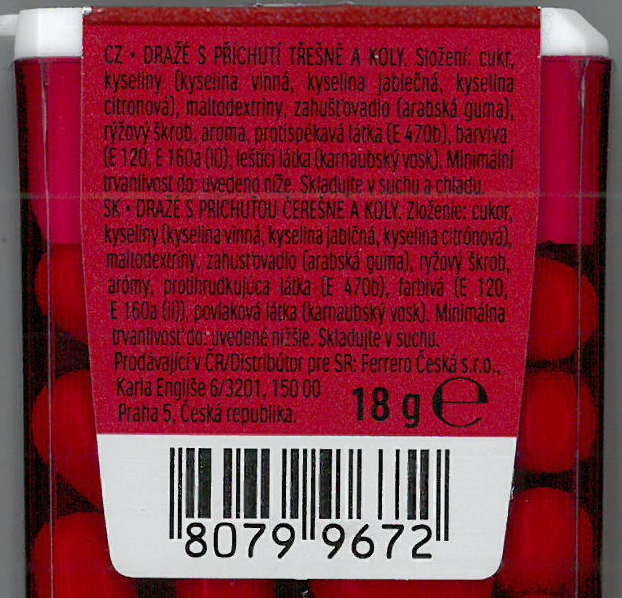 CZ • DRAŽÉ S PŘÍCHUTÍ TŘEŠNĚ A KOLY. Složení: cukr,
kyseliny (kyselina vinná, kyselina jablečná, kyselina
citronová), maltodextriny, zahušťovadlo (arabská guma),
rýžový škrob, aroma, protispékavá látka (E 470b), barviva
(E 120, E 160a (ii)), lešticí látka (karnaubský vosk). Minimální
trvanlivost do: uvedeno níže. Skladujte v suchu a chladu.
SK • DRAŽÉ S PRÍCHUŤOU ČEREŠNE A KOLY. Zloženie: cukor,
kyseliny (kyselina vinná, kyselina jablčná, kyselina citrónová),
maltodextríny, zahusťovadlo (arabská guma), ryžový škrob,
arómy, protihrudkujúca látka (E 470b), farbivá (E 120,
E 160a (ii)), povlaková látka (karnaubský vosk). Minimálna
trvanlivosť do: uvedené nižšie. Skladujte v suchu.
Prodávající v ČR/Distribútor pre SR: Ferrero Česká s.r.o.,
Karla Engliše 6/3201, 150 00
Praha 5, Česká republika.
18 g ℮
8079 9672